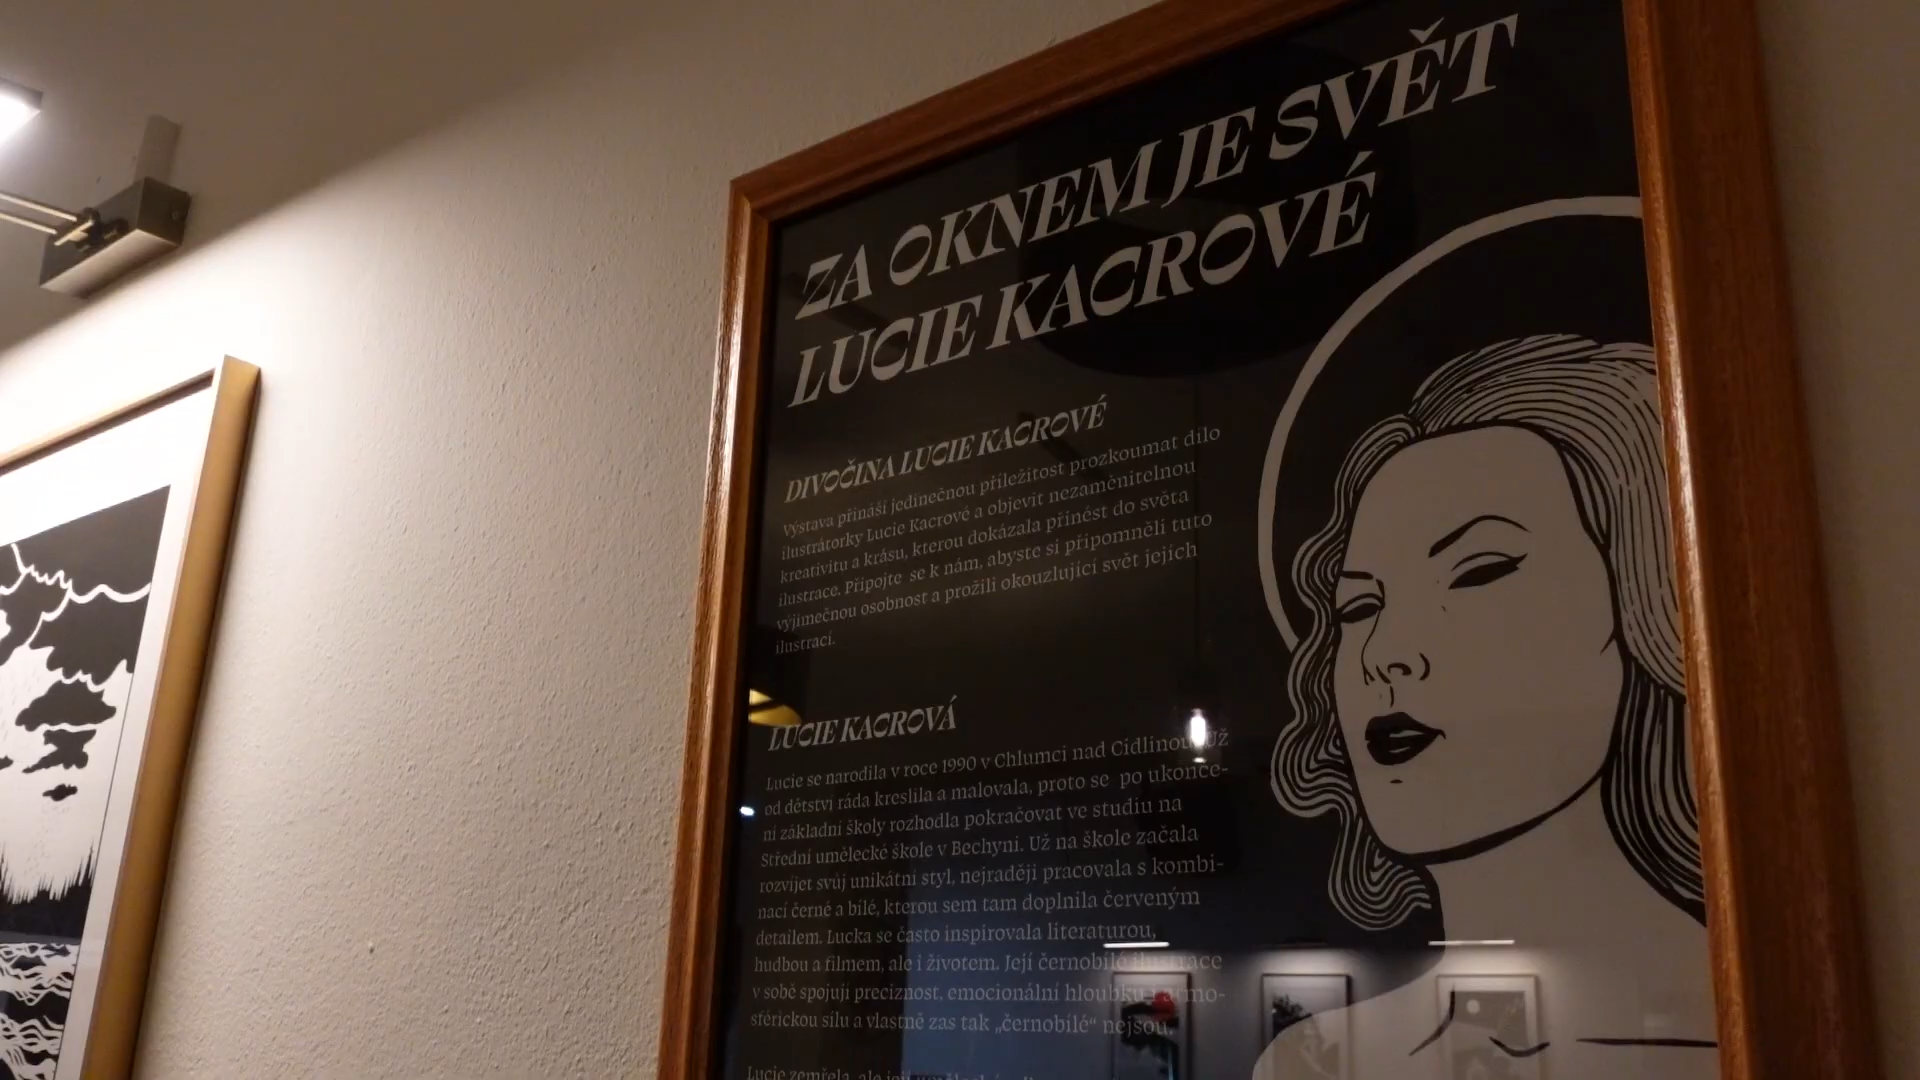 ZA OKNEM JE SVĚT
LUCIE KACROVÉ
DIVOČINA LUCIE KACROVÉ
Výstava přináší jedinečnou příležitost prozkoumat dílo
ilustrátorky Lucie Kacrové a objevit nezaměnitelnou
kreativitu a krásu, kterou dokázala přinést do světa
ilustrace. Připojte se k nám, abyste si připomněli tuto
výjimečnou osobnost a prožili okouzlující svět jejích
ilustrací.
LUCIE KACROVÁ
Lucie se narodila v roce 1990 v Chlumci nad Cidlinou. Už
od dětství ráda kreslila a malovala, proto se po ukonče-
ní základní školy rozhodla pokračovat ve studiu na
Střední umělecké škole v Bechyni. Už na škole začala
rozvíjet svůj unikátní styl, nejraději pracovala s kombi-
nací černé a bílé, kterou sem tam doplnila červeným
detailem. Lucka se často inspirovala literaturou,
hudbou a filmem, ale i životem. Její černobílé ilustrace
v sobě spojují preciznost, emocionální hloubku i atmo-
sférickou sílu a vlastně zas tak „černobílé“ nejsou.
Lucie zemřela, ale její